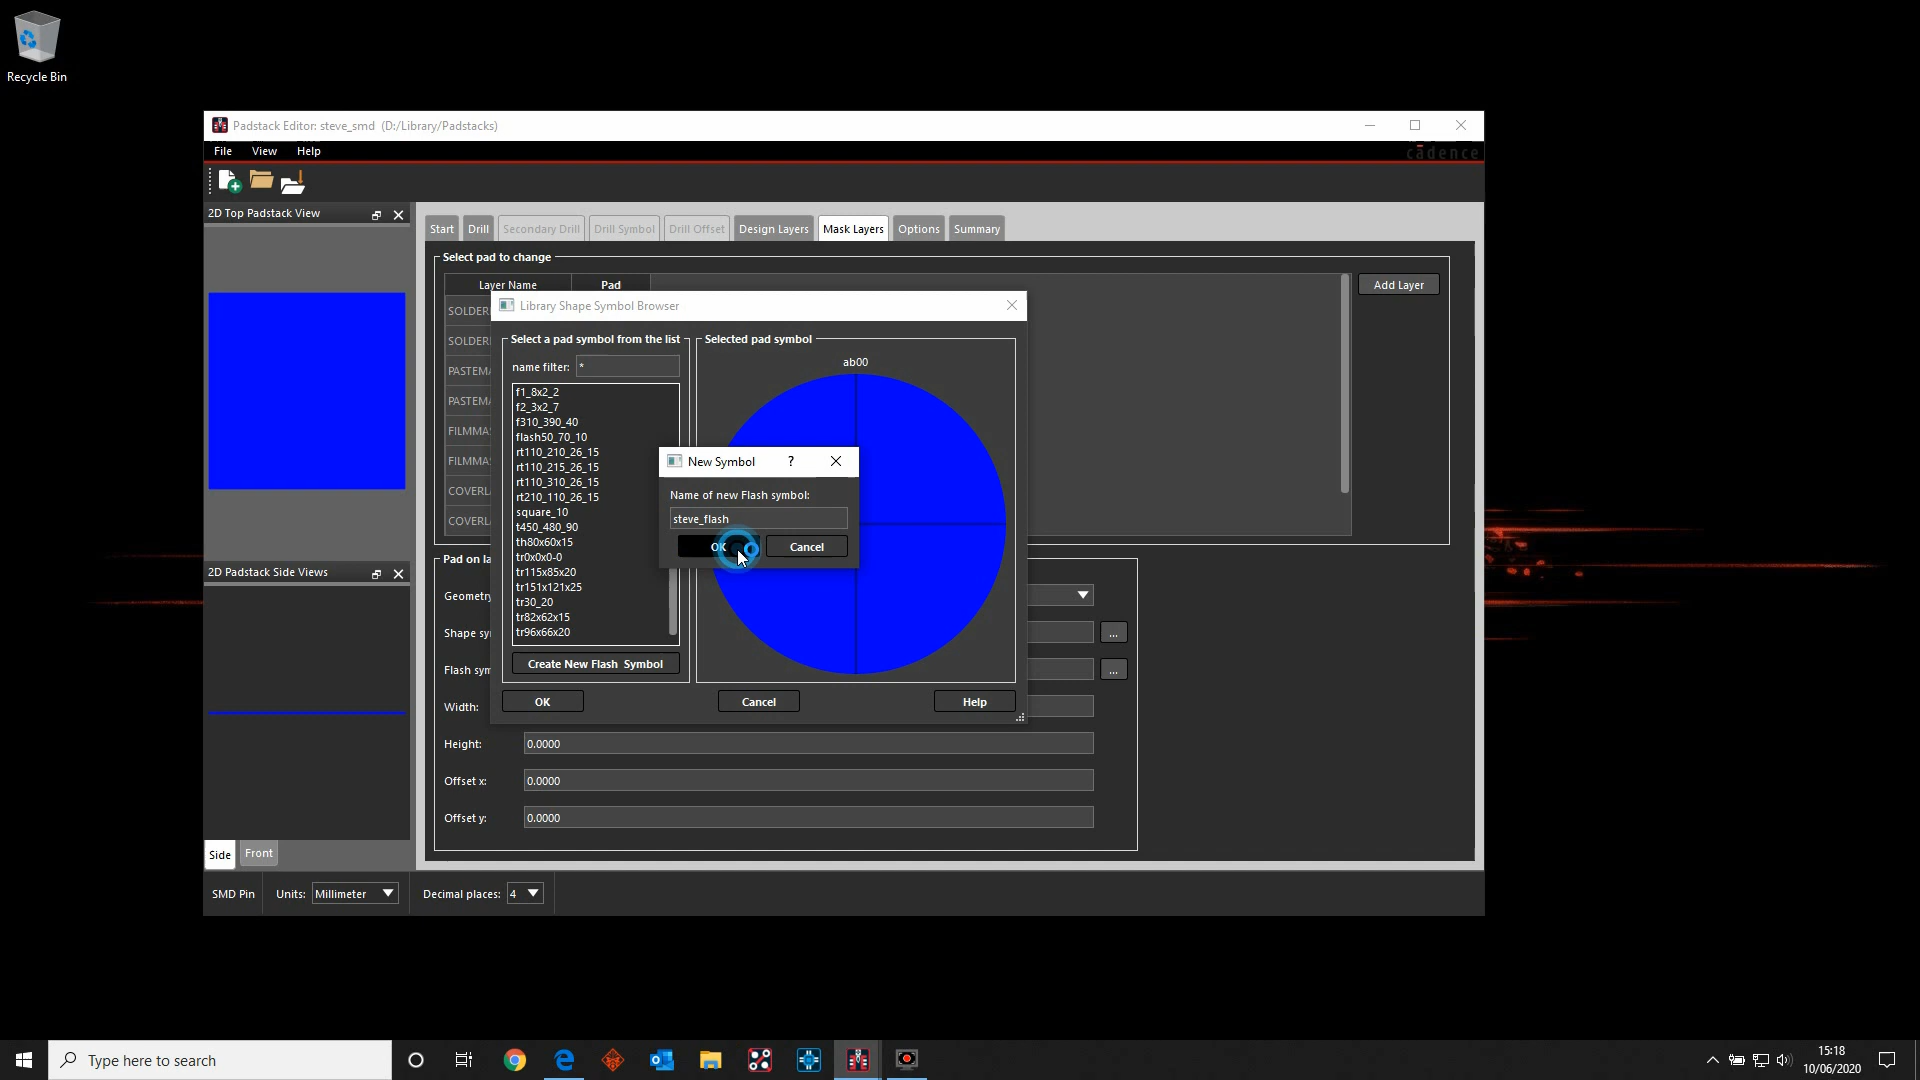 Recycle Bin
Padstack Editor: steve_smd (D:/Library/Padstacks)
File View Help
cādence
2D Top Padstack View
Start Drill Secondary Drill Drill Symbol Drill Offset Design Layers Mask Layers Options Summary
Select pad to change
Layer Name Pad
Add Layer
SOLDER
SOLDER
PASTEMA
PASTEMA
FILMMA
FILMMA
COVERL
COVERL
Library Shape Symbol Browser
Select a pad symbol from the list
name filter: *
f1_8x2_2
f2_3x2_7
f310_390_40
flash50_70_10
rt110_210_26_15
rt110_215_26_15
rt110_310_26_15
rt210_110_26_15
square_10
t450_480_90
th80x60x15
tr0x0x0-0
tr115x85x20
tr151x121x25
tr30_20
tr82x62x15
tr96x66x20
Create New Flash Symbol
Selected pad symbol
ab00
OK Cancel Help
New Symbol ?
Name of new Flash symbol:
steve_flash
OK Cancel
2D Padstack Side Views
Side Front
Pad on la
Geometry
Shape sy ...
Flash sym ...
Width:
Height: 0.0000
Offset x: 0.0000
Offset y: 0.0000
SMD Pin Units: Millimeter Decimal places: 4
Type here to search
15:18
10/06/2020